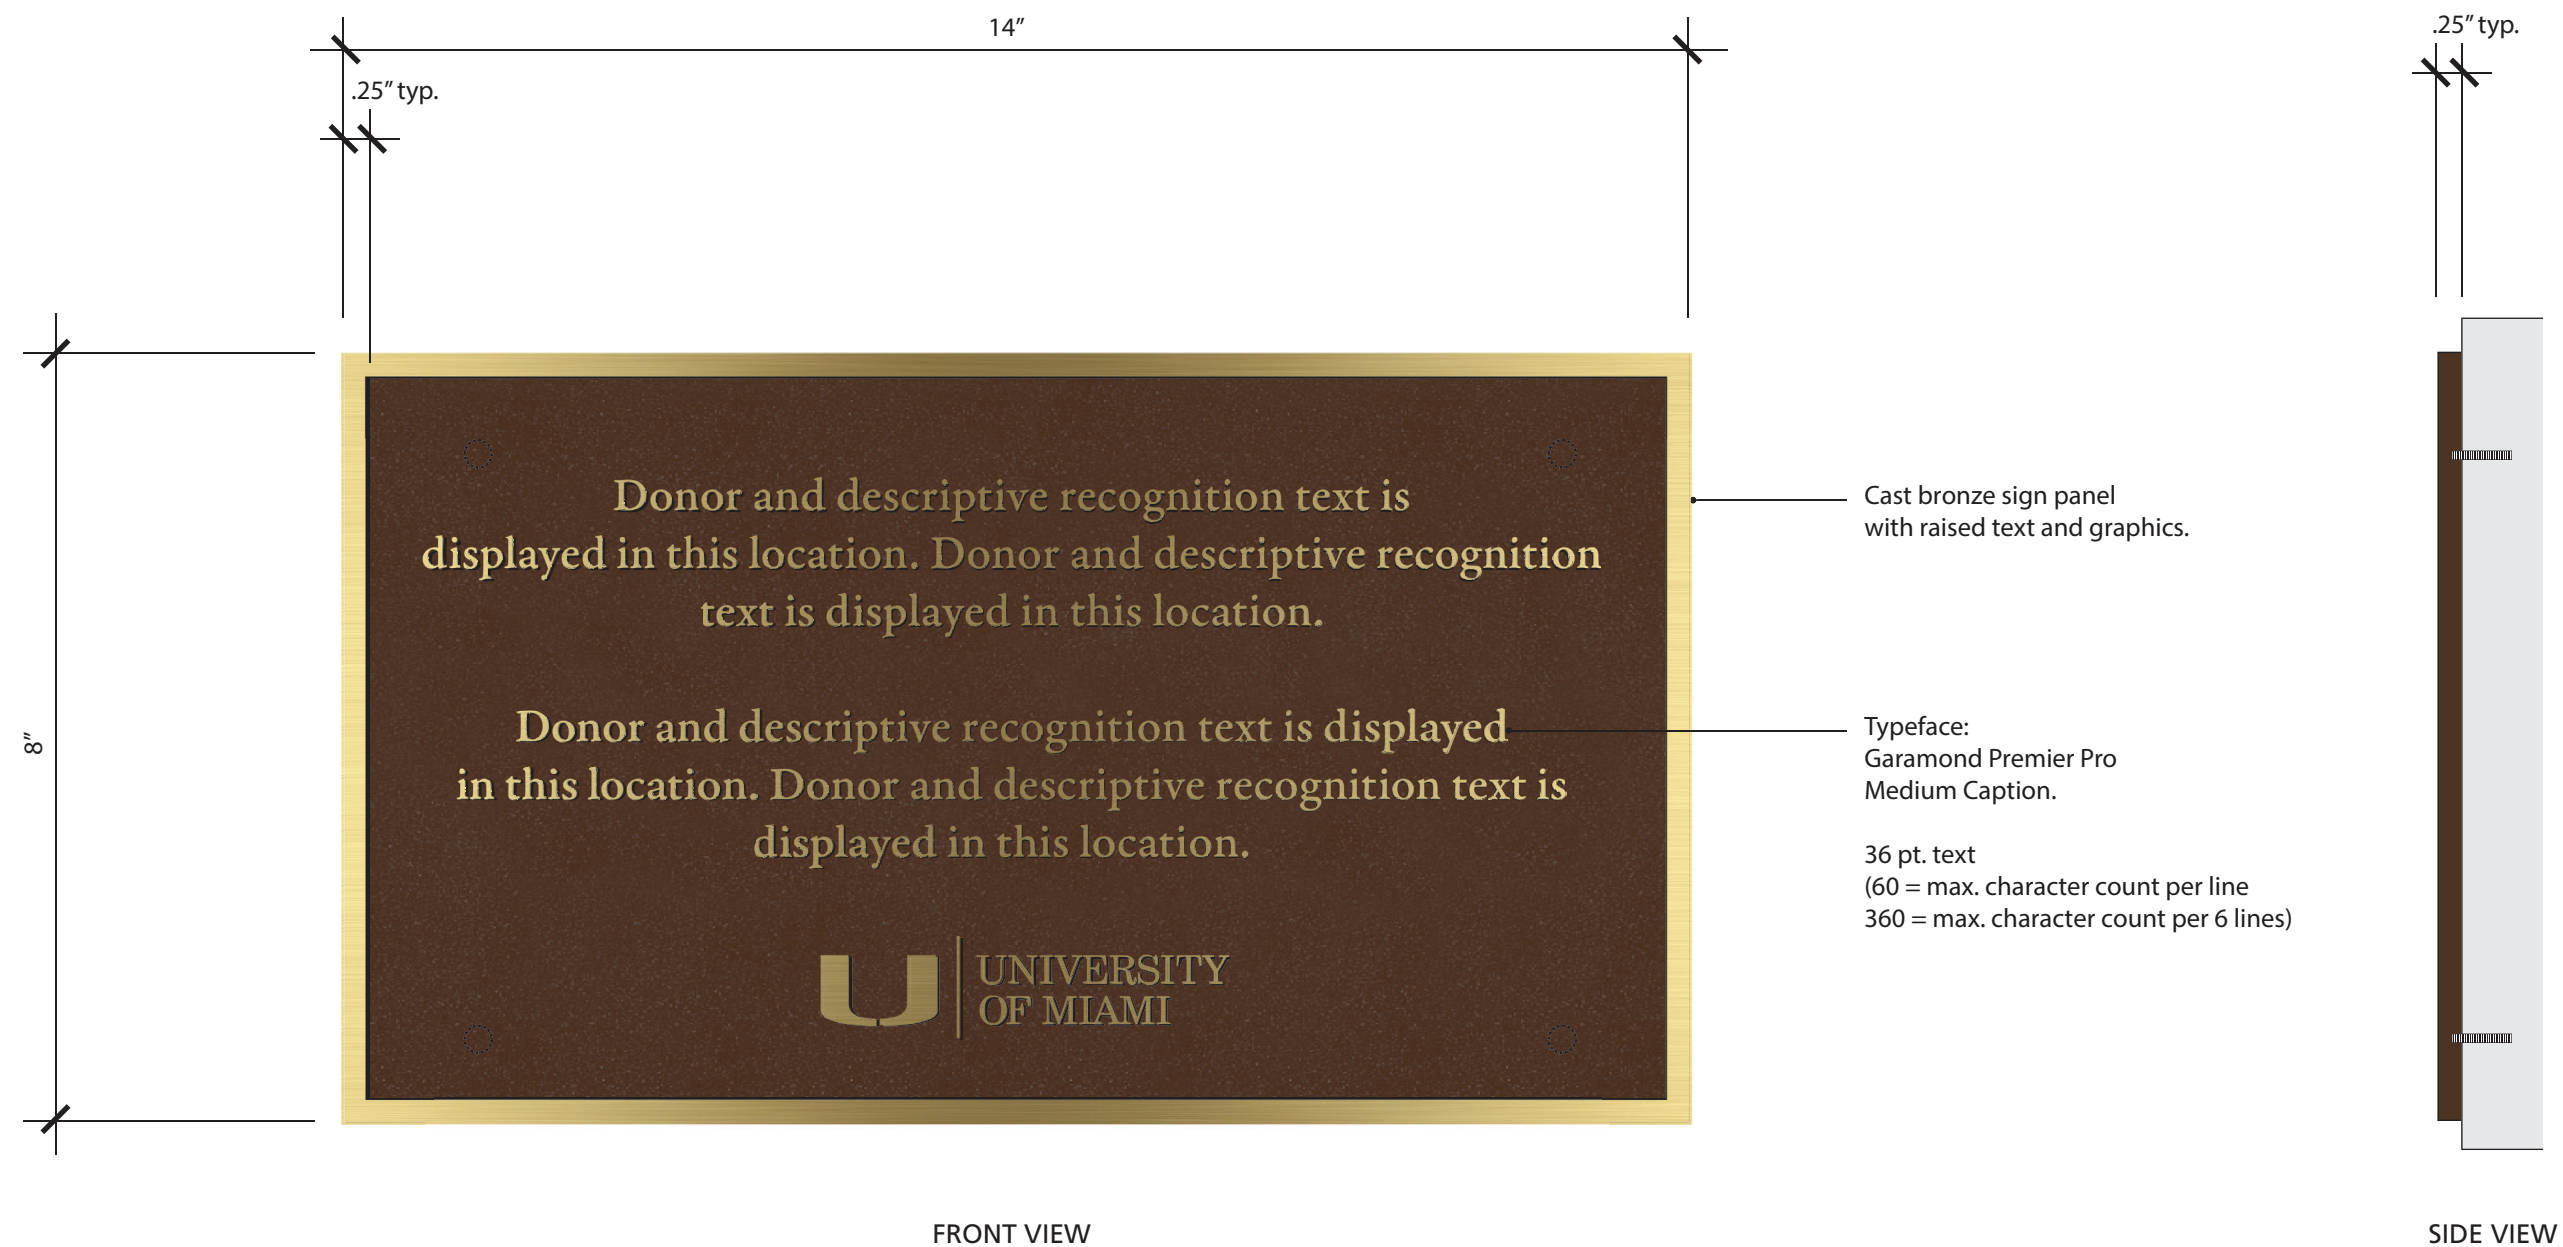 14”
.25” typ.
.25” typ.
8”
Donor and descriptive recognition text is
displayed in this location. Donor and descriptive recognition
text is displayed in this location.
Donor and descriptive recognition text is displayed
in this location. Donor and descriptive recognition text is
displayed in this location.
UNIVERSITY
OF MIAMI
Cast bronze sign panel
with raised text and graphics.
Typeface:
Garamond Premier Pro
Medium Caption.
36 pt. text
(60 = max. character count per line
360 = max. character count per 6 lines)
FRONT VIEW
SIDE VIEW